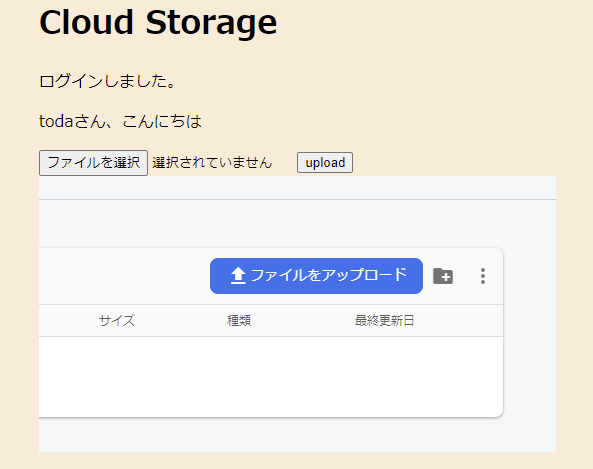 Cloud Storage
ログインしました。
todaさん、こんにちは
ファイルを選択 選択されていません upload
ファイルをアップロード
サイズ 種類 最終更新日